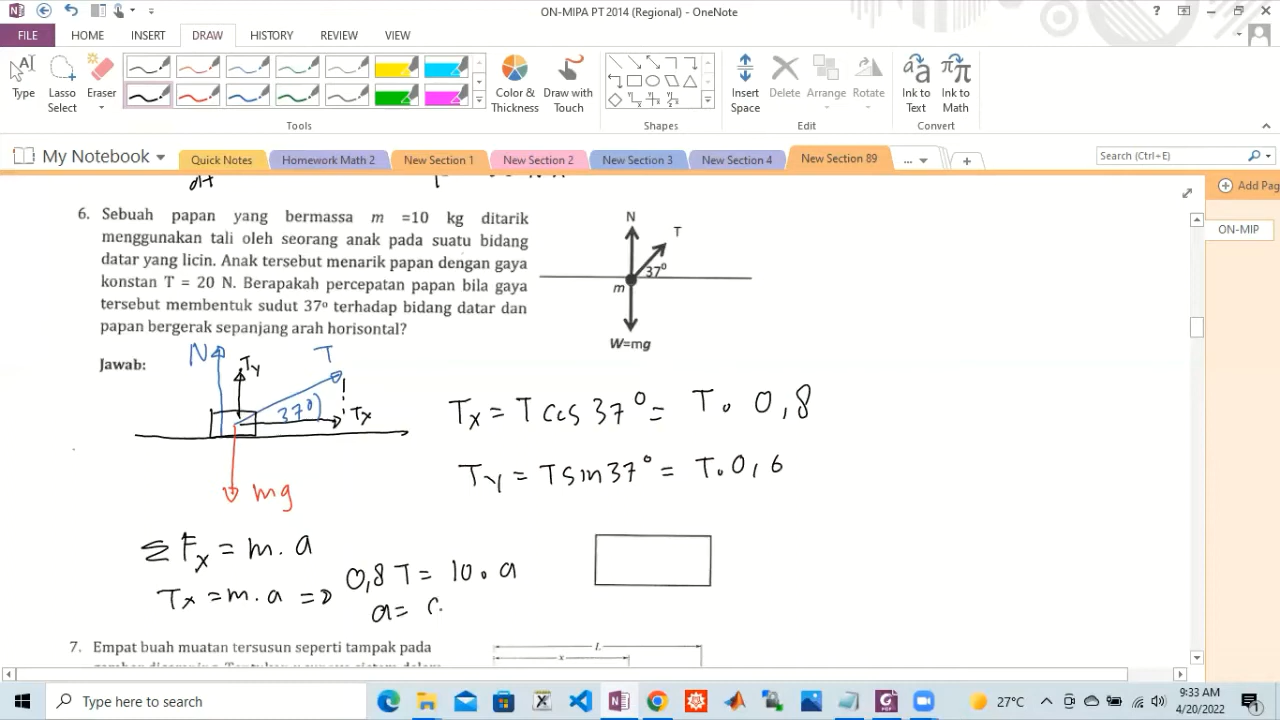 ON-MIPA PT 2014 (Regional) - OneNote
FILE HOME INSERT DRAW HISTORY REVIEW VIEW
Type
Lasso Select
Eraser
Color & Thickness
Draw with Touch
Insert Space
Delete
Arrange
Rotate
Ink to Text
Ink to Math
Tools
Shapes
Edit
Convert
My Notebook
Quick Notes
Homework Math 2
New Section 1
New Section 2
New Section 3
New Section 4
New Section 89
...
Search (Ctrl+E)
Add Pag
ON-MIP
dt
6. Sebuah papan yang bermassa m =10 kg ditarik
menggunakan tali oleh seorang anak pada suatu bidang
datar yang licin. Anak tersebut menarik papan dengan gaya
konstan T = 20 N. Berapakah percepatan papan bila gaya
tersebut membentuk sudut 37o terhadap bidang datar dan
papan bergerak sepanjang arah horisontal?
N
T
37o
m
W=mg
Jawab:
N
Ty
T
37°
Tx
mg
Tx = T cos 37° = T. 0,8
Ty = T sin 37° = T. 0,6
Σ Fx = m. a
Tx = m. a => 0,8 T = 10. a
a =
7. Empat buah muatan tersusun seperti tampak pada
L
x
Type here to search
27°C
9:33 AM
4/20/2022